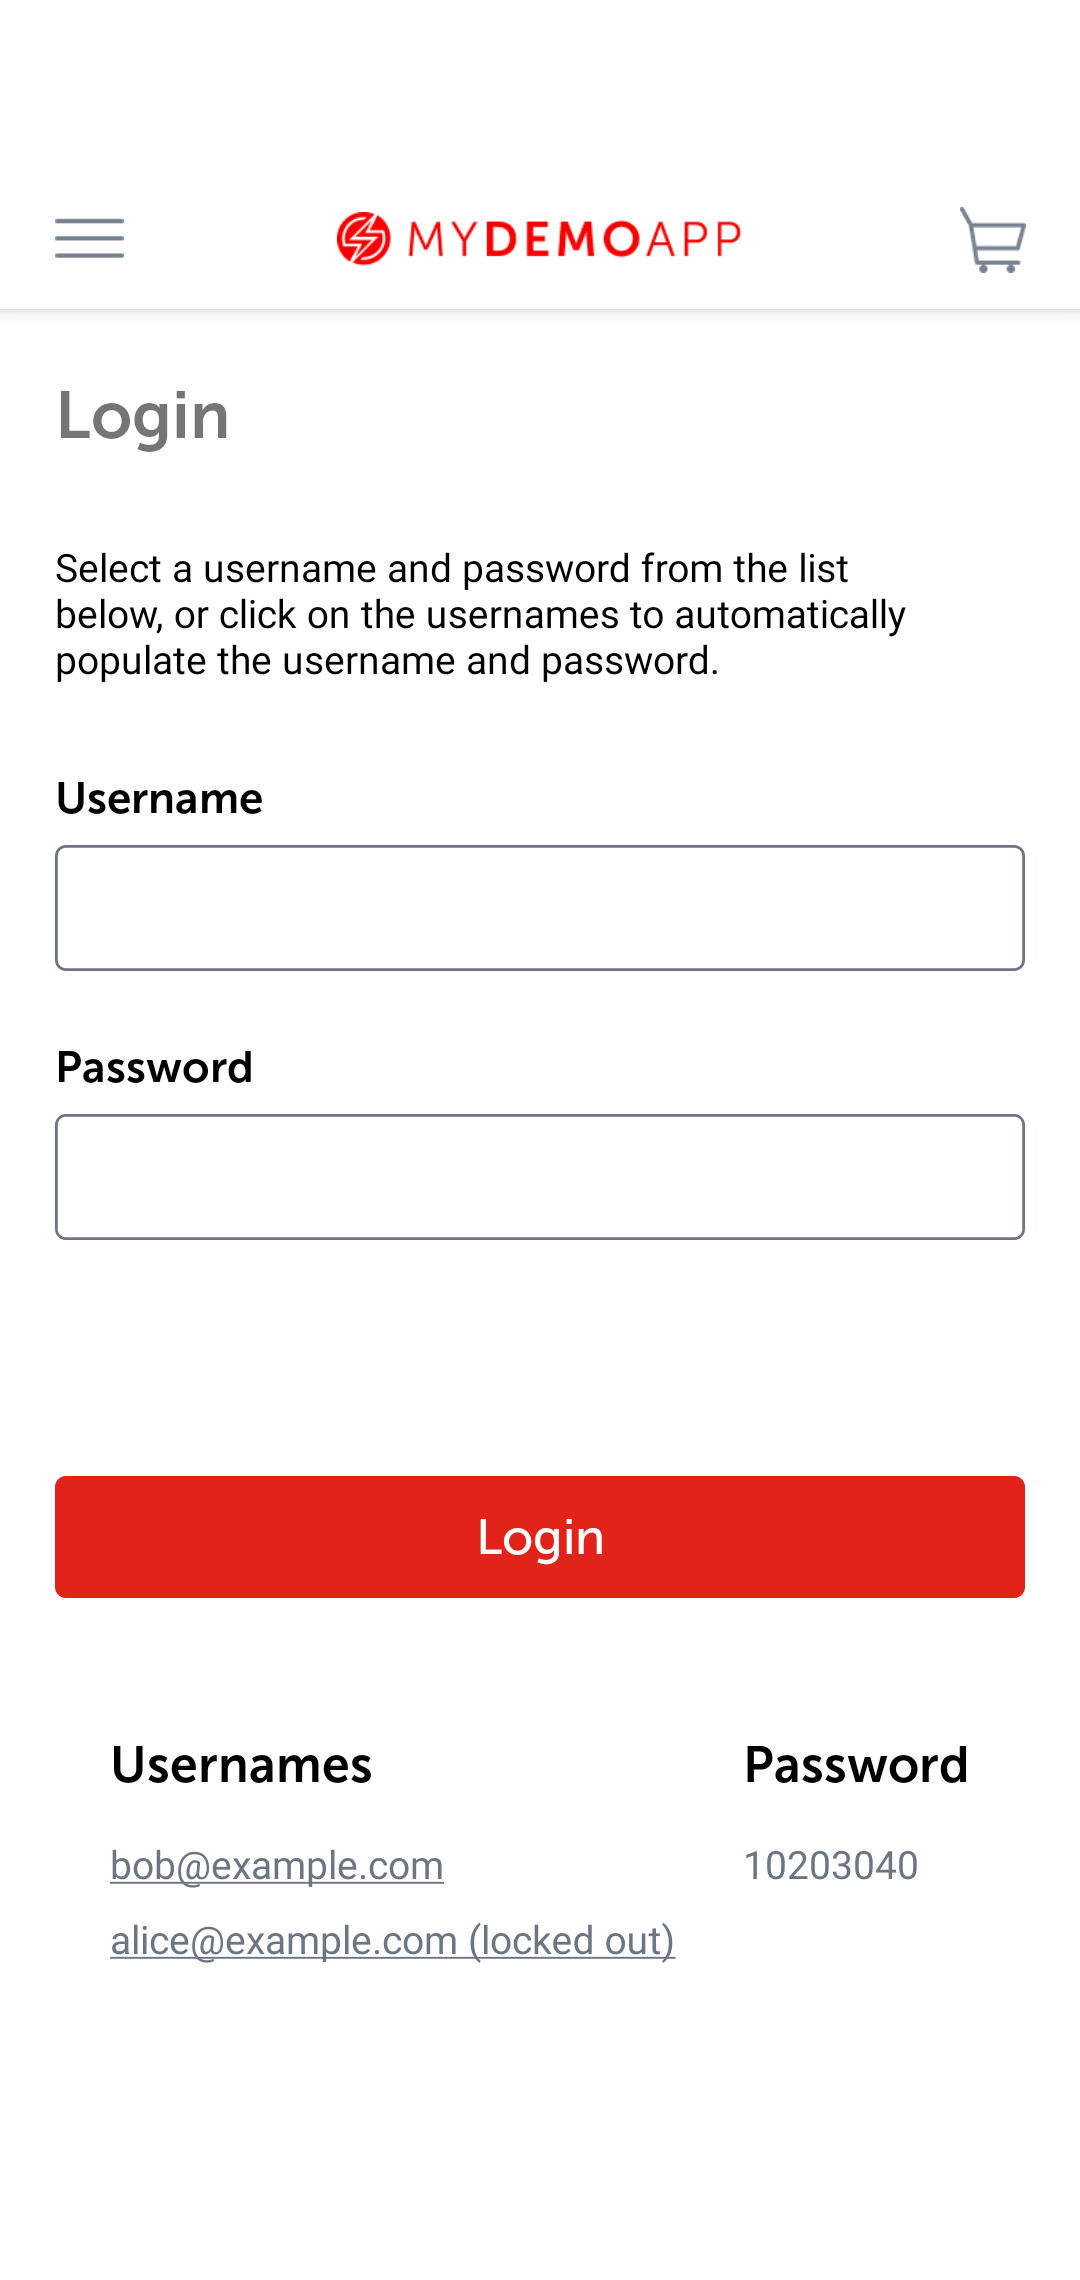 MYDEMOAPP
Login
Select a username and password from the list
below, or click on the usernames to automatically
populate the username and password.
Username
Password
Login
Usernames Password
bob@example.com 10203040
alice@example.com (locked out)